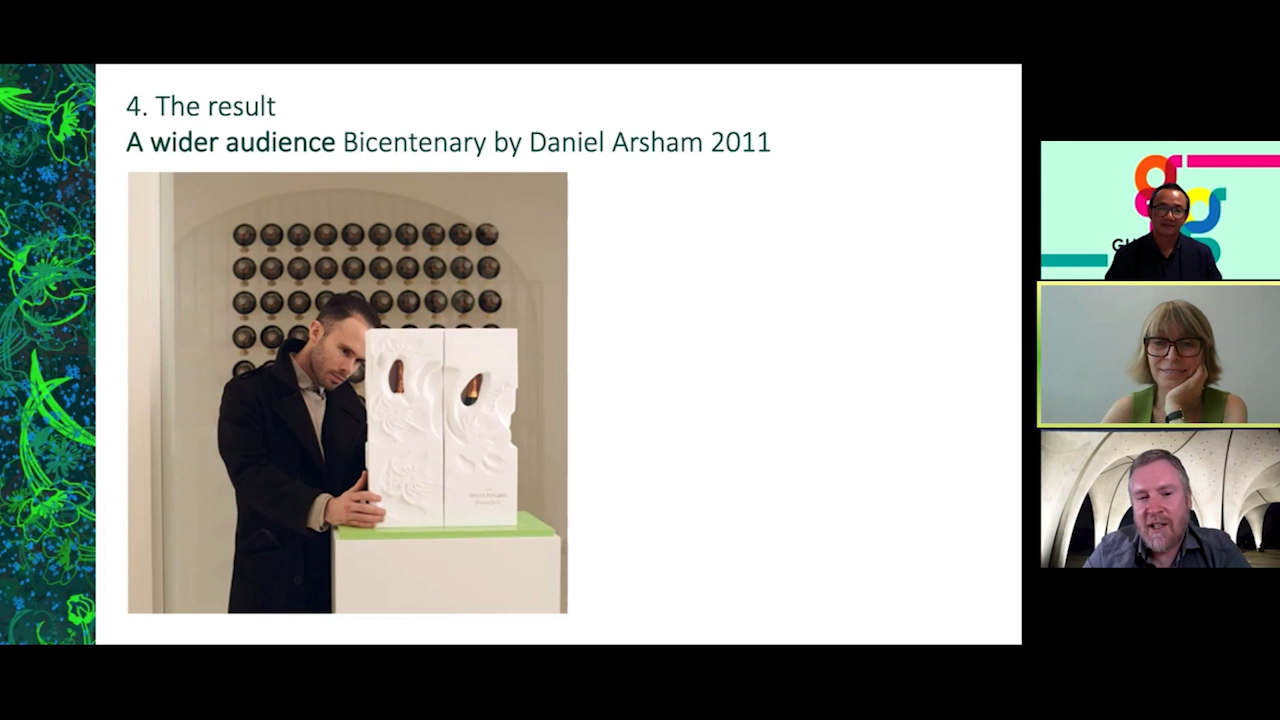 4. The result
A wider audience Bicentenary by Daniel Arsham 2011